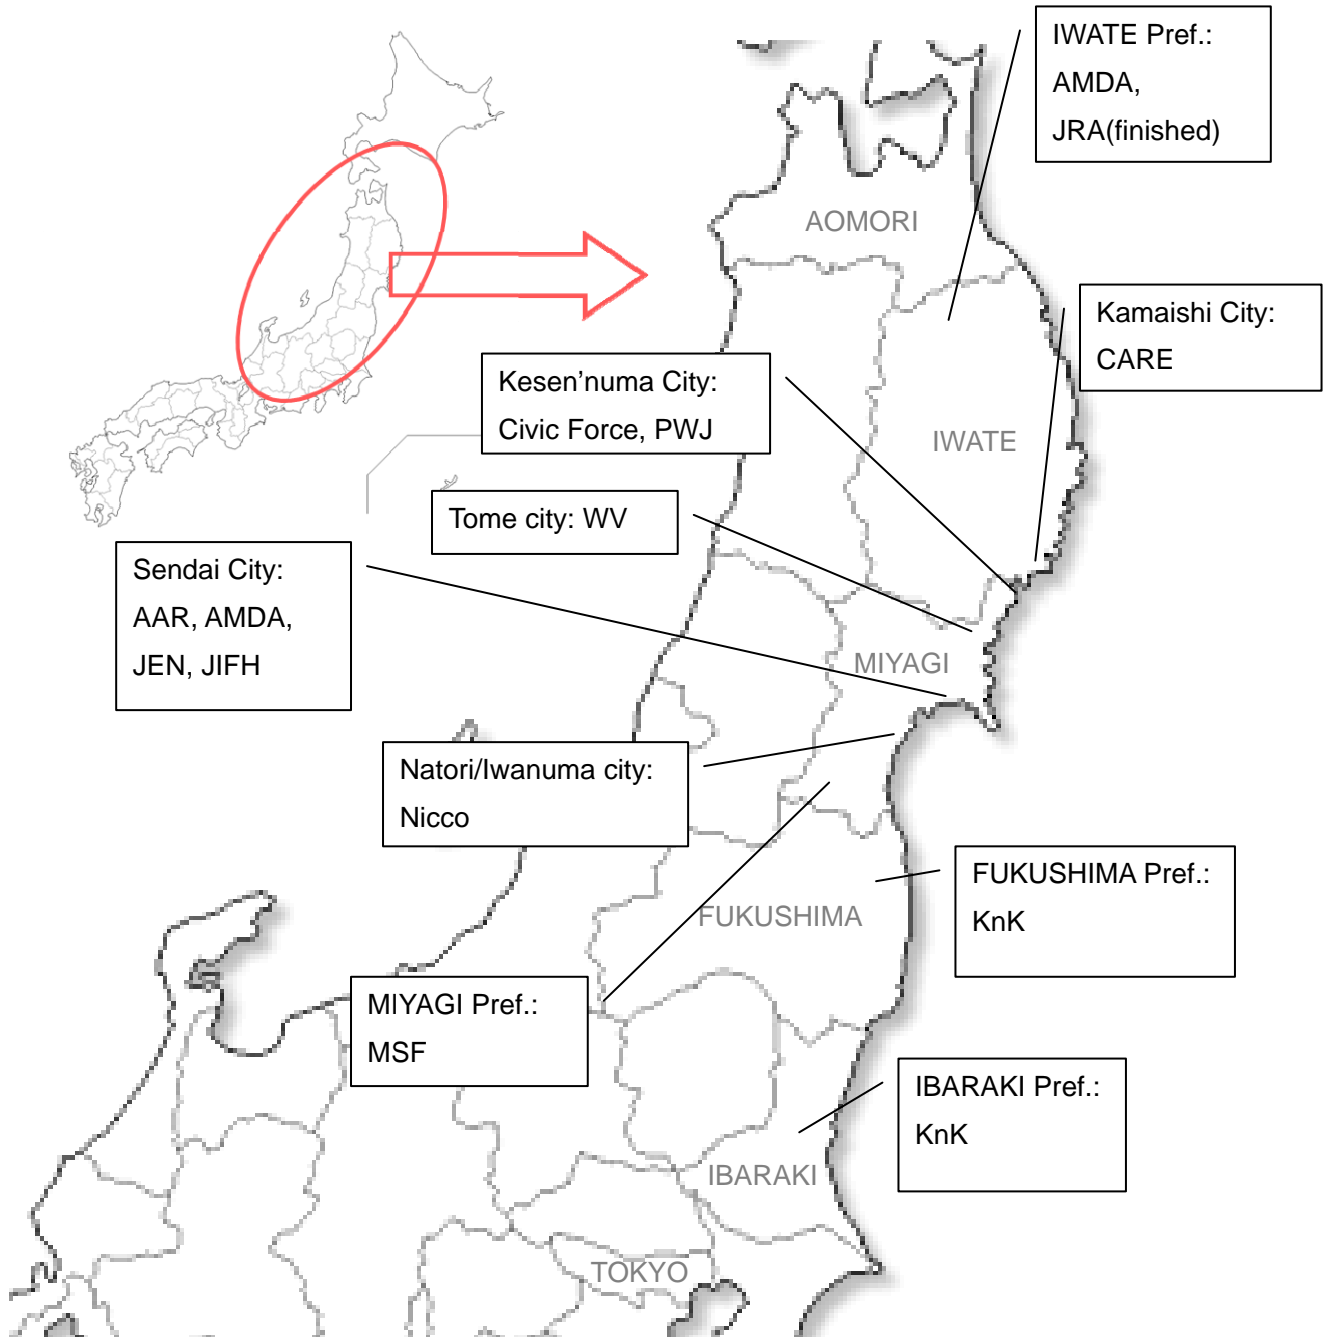 IWATE Pref.:
AMDA,
JRA(finished)
AOMORI
Kamaishi City:
CARE
Kesen’numa City:
Civic Force, PWJ
IWATE
Tome city: WV
Sendai City:
AAR, AMDA,
JEN, JIFH
MIYAGI
Natori/Iwanuma city:
Nicco
FUKUSHIMA Pref.:
KnK
FUKUSHIMA
MIYAGI Pref.:
MSF
IBARAKI Pref.:
KnK
IBARAKI
TOKYO